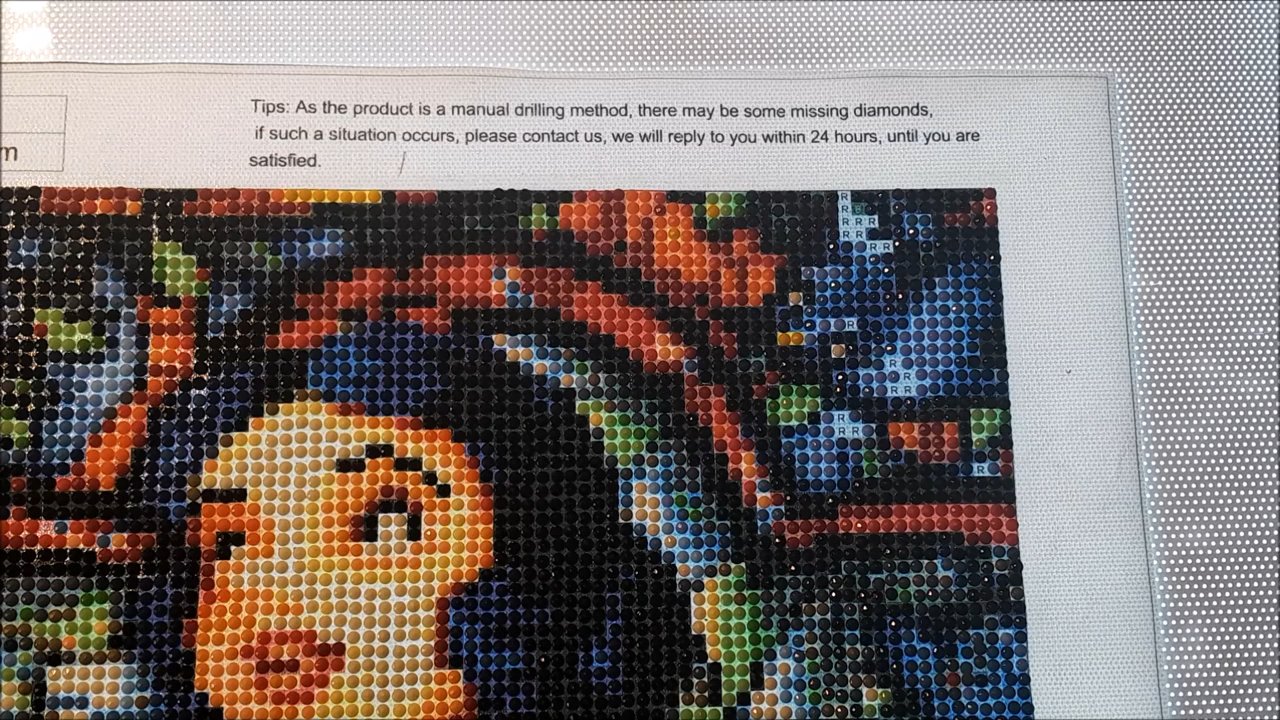 m
Tips: As the product is a manual drilling method, there may be some missing diamonds,
if such a situation occurs, please contact us, we will reply to you within 24 hours, until you are
satisfied.
R
R
R R R
R R
R R
R
R
R R
R R
R
R R
R